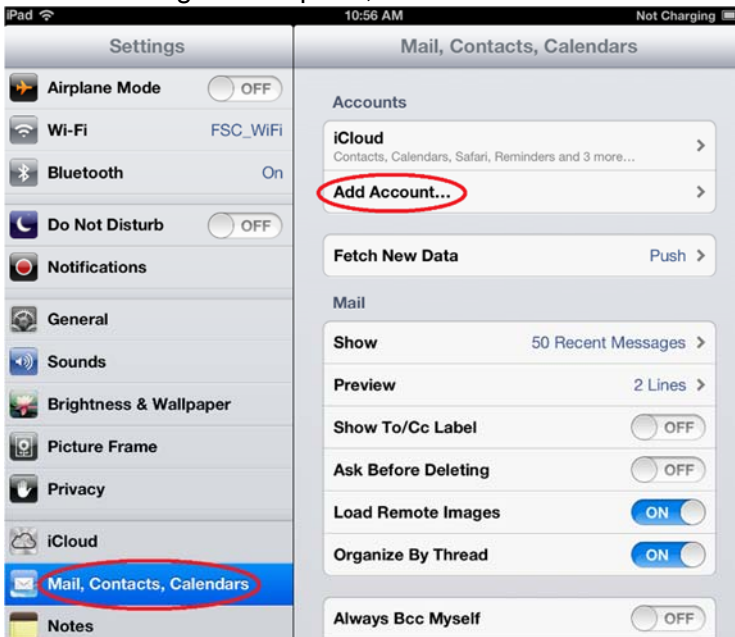 iPad 10:56 AM Not Charging
Settings
Airplane Mode OFF
Wi-Fi FSC_WiFi
Bluetooth On
Do Not Disturb OFF
Notifications
General
Sounds
Brightness & Wallpaper
Picture Frame
Privacy
iCloud
Mail, Contacts, Calendars
Notes
Mail, Contacts, Calendars
Accounts
iCloud
Contacts, Calendars, Safari, Reminders and 3 more...
Add Account...
Fetch New Data Push
Mail
Show 50 Recent Messages
Preview 2 Lines
Show To/Cc Label OFF
Ask Before Deleting OFF
Load Remote Images ON
Organize By Thread ON
Always Bcc Myself OFF